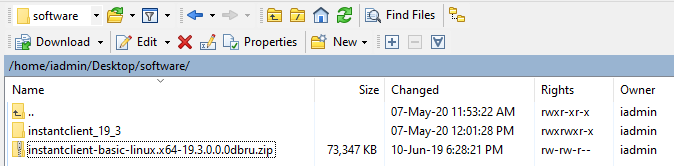 software Find Files
Download Edit Properties New
/home/iadmin/Desktop/software/
Name Size Changed Rights Owner
.. 07-May-20 11:53:22 AM rwxr-xr-x iadmin
instantclient_19_3 07-May-20 12:01:28 PM rwxrwxr-x iadmin
instantclient-basic-linux.x64-19.3.0.0.0dbru.zip 73,347 KB 10-Jun-19 6:28:21 PM rw-rw-r-- iadmin